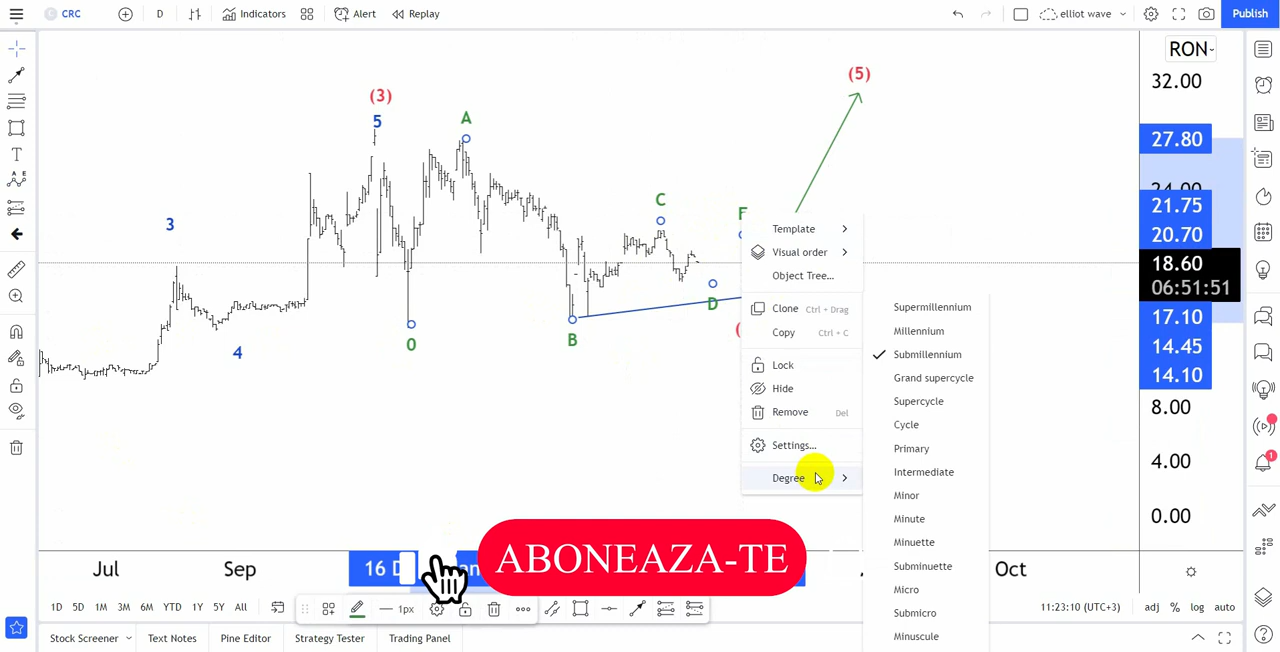 CRC
D
Indicators
Alert
Replay
elliot wave
Publish
RON
32.00
27.80
21.75
20.70
18.60
06:51:51
17.10
14.45
14.10
8.00
4.00
0.00
(3)
5
A
3
4
0
B
C
D
(5)
Template
Visual order
Object Tree...
Clone Ctrl + Drag
Copy Ctrl + C
Lock
Hide
Remove Del
Settings...
Degree
Supermillennium
Millennium
Submillennium
Grand supercycle
Supercycle
Cycle
Primary
Intermediate
Minor
Minute
Minuette
Subminuette
Micro
Submicro
Minuscule
ABONEAZA-TE
Jul
Sep
16 D
Oct
1D 5D 1M 3M 6M YTD 1Y 5Y All
1px
11:23:10 (UTC+3)
adj % log auto
Stock Screener
Text Notes
Pine Editor
Strategy Tester
Trading Panel